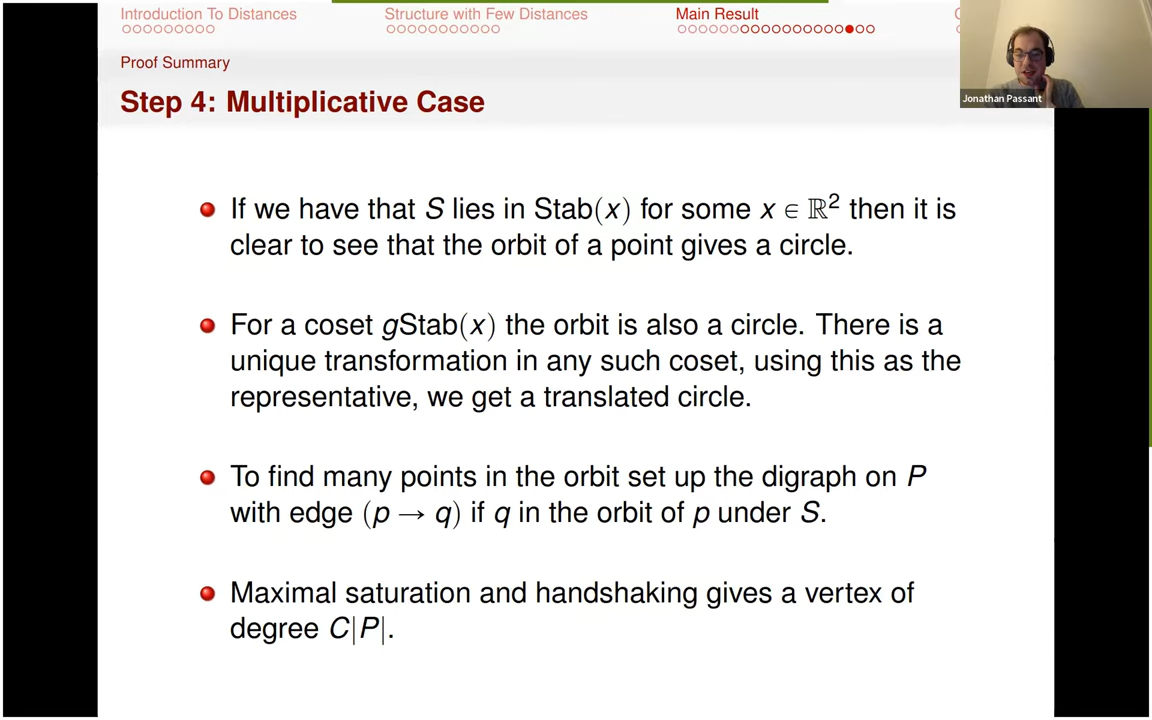 Introduction To Distances
Structure with Few Distances
Main Result
Proof Summary
Step 4: Multiplicative Case
Jonathan Passant
If we have that S lies in Stab(x) for some x ∈ ℝ² then it is
clear to see that the orbit of a point gives a circle.
For a coset gStab(x) the orbit is also a circle. There is a
unique transformation in any such coset, using this as the
representative, we get a translated circle.
To find many points in the orbit set up the digraph on P
with edge (p → q) if q in the orbit of p under S.
Maximal saturation and handshaking gives a vertex of
degree C|P|.